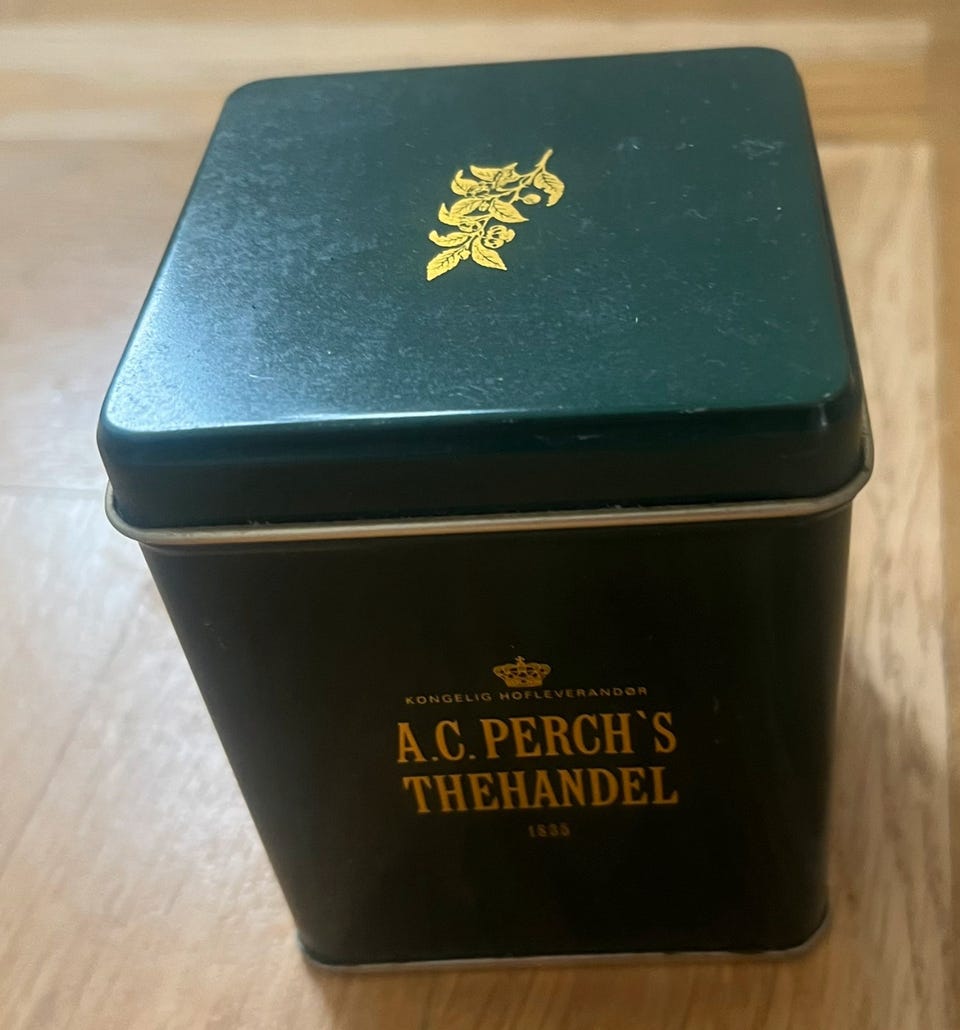 KONGELIG HOFLEVERANDØR
A.C. PERCH`S
THEHANDEL
1835